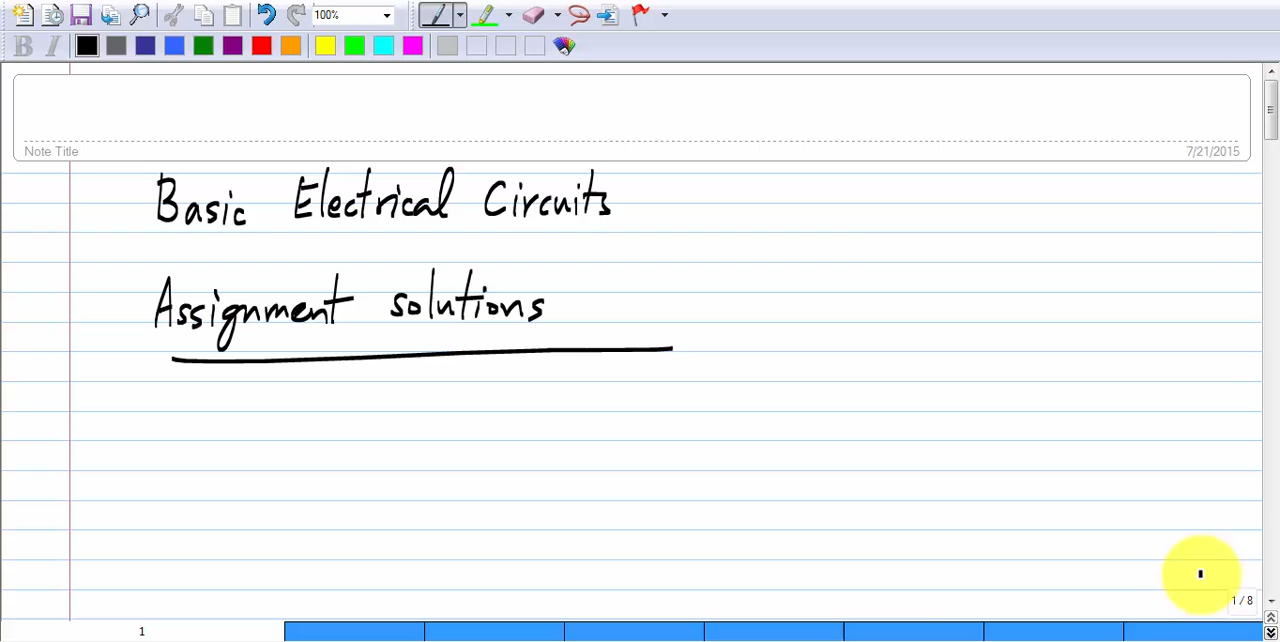 100%
B I
Note Title
7/21/2015
Basic Electrical Circuits
Assignment solutions
1 / 8
1